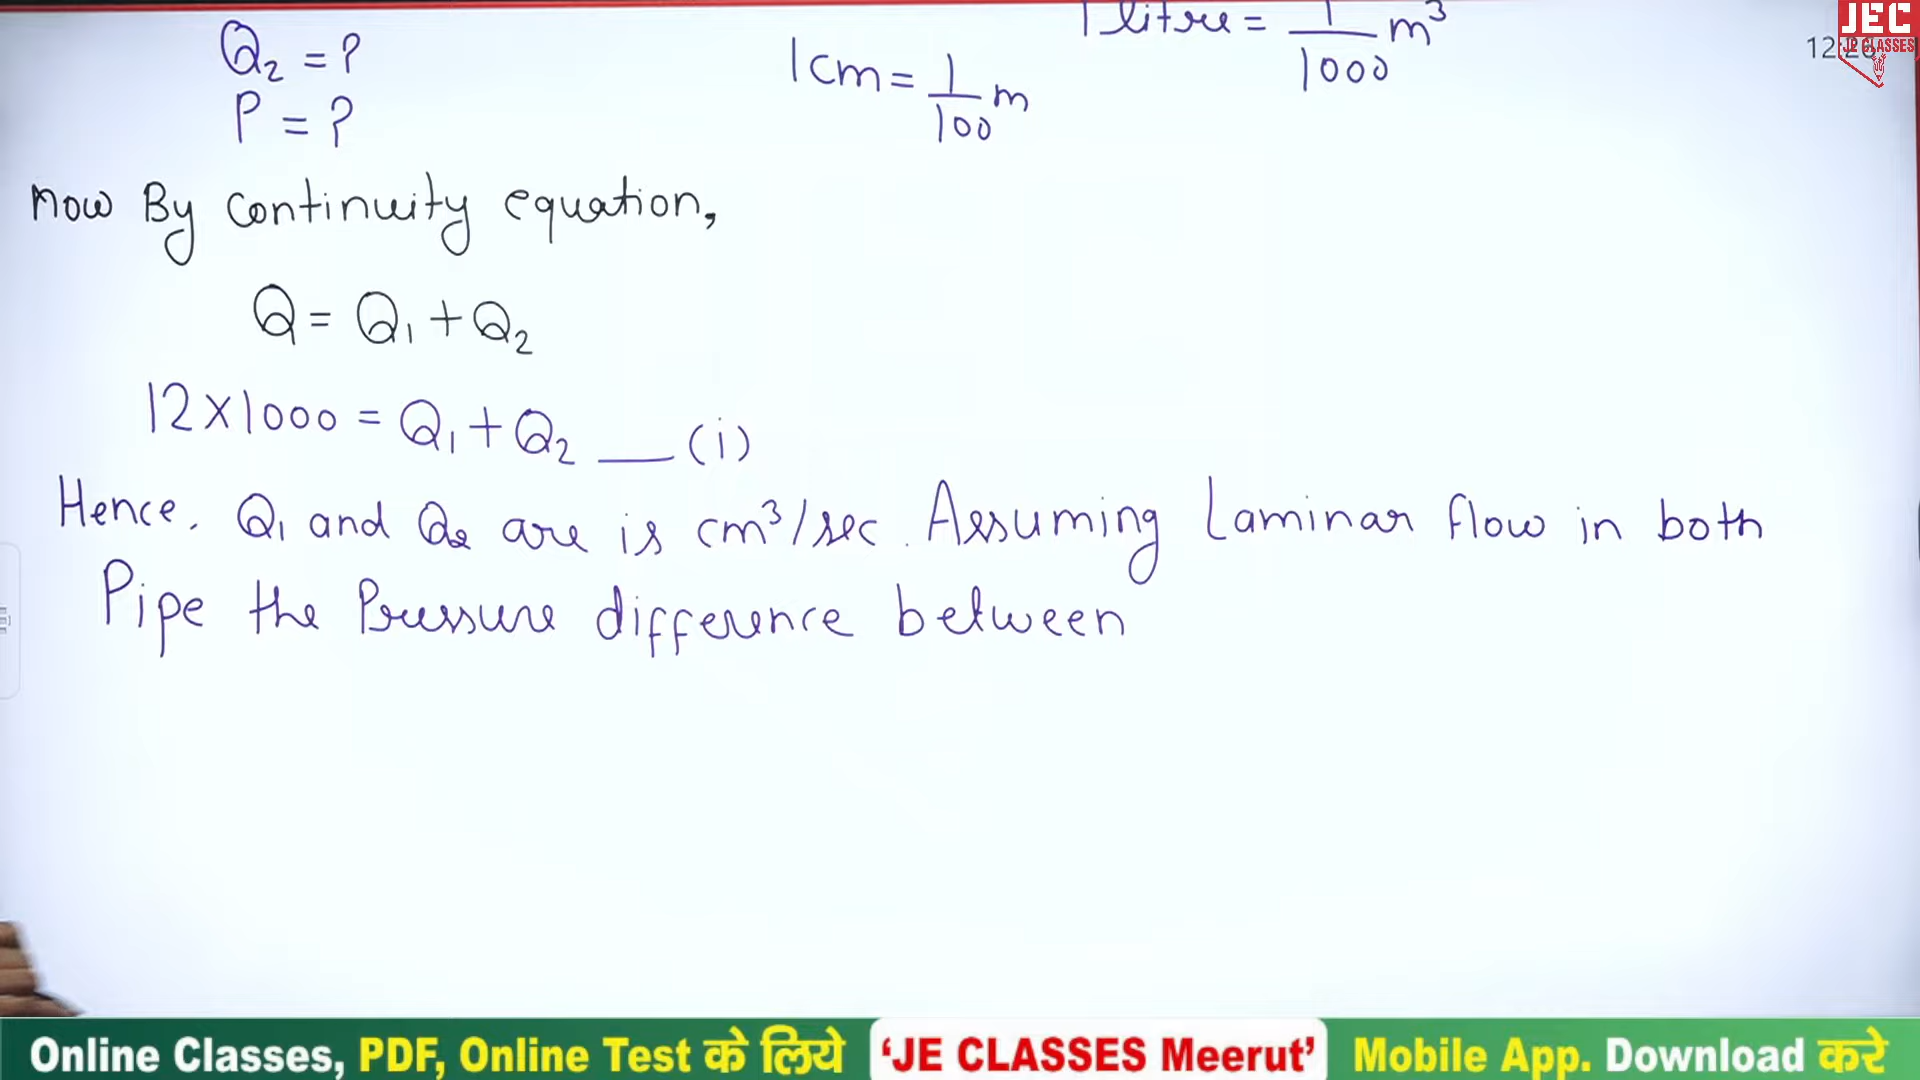 1 litre = 1/1000 m³
JEC
JE CLASSES
Q₂ = ?
1cm = 1/100 m
P = ?
Now By continuity equation,
Q = Q₁ + Q₂
12×1000 = Q₁ + Q₂ — (i)
Hence. Q₁ and Q₂ are is cm³/sec. Assuming Laminar flow in both
Pipe the Pressure difference between
Online Classes, PDF, Online Test के लिये 'JE CLASSES Meerut' Mobile App. Download करे